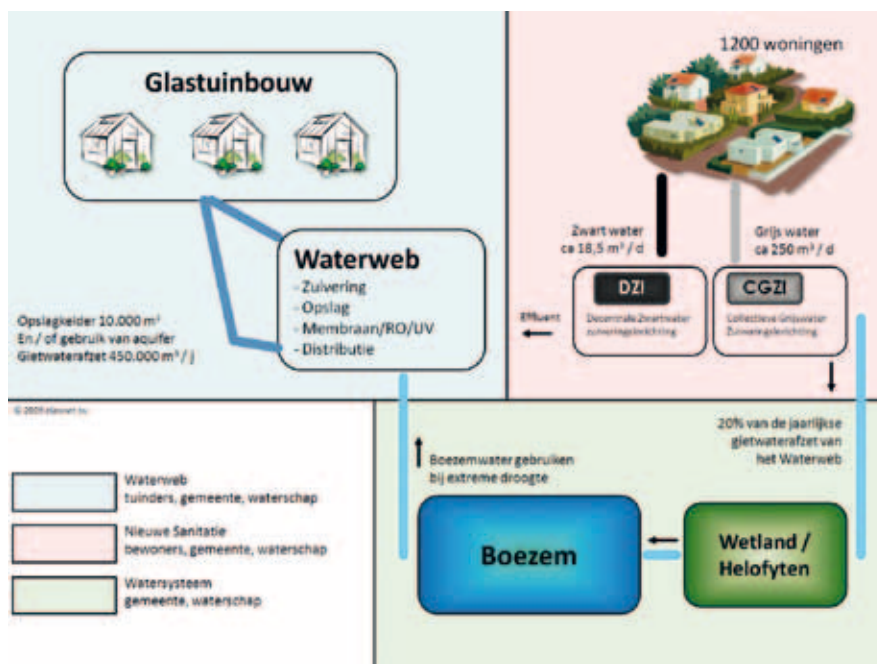 Glastuinbouw
Waterweb
- Zuivering
- Opslag
- Membraan/RO/UV
- Distributie
Opslagkelder 10.000 m³
En / of gebruik van aquifer
Gietwaterafzet 450.000 m³ / j
1200 woningen
Zwart water
ca 18,5 m³ / d
Grijs water
ca 250 m³ / d
DZI
Decentrale Zwartwater
zuiveringsinrichting
CGZI
Collectieve Grijswater
Zuiveringsinrichting
Effluent
© 2009
Waterweb
tuinders, gemeente, waterschap
Nieuwe Sanitatie
bewoners, gemeente, waterschap
Watersysteem
gemeente, waterschap
Boezemwater gebruiken
bij extreme droogte
20% van de jaarlijkse
gietwaterafzet van
het Waterweb
Boezem
Wetland /
Helofyten